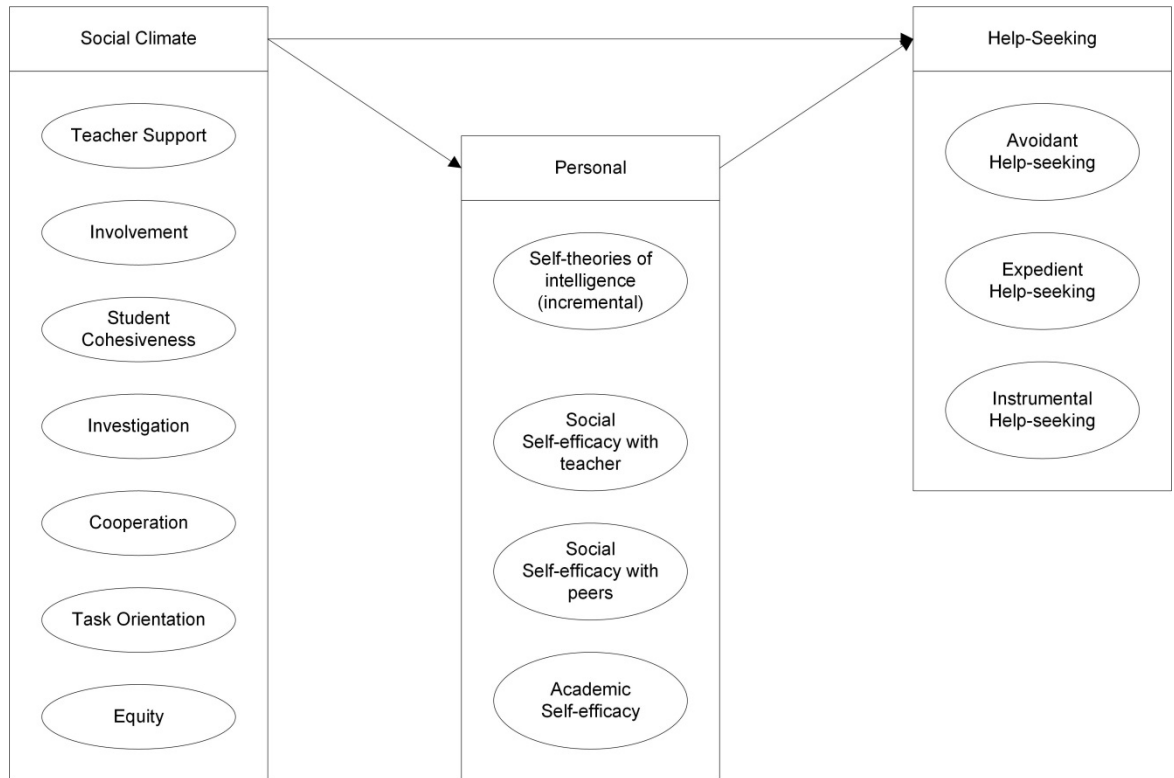 Social Climate
Teacher Support
Involvement
Student
Cohesiveness
Investigation
Cooperation
Task Orientation
Equity
Personal
Self-theories of
intelligence
(incremental)
Social
Self-efficacy with
teacher
Social
Self-efficacy with
peers
Academic
Self-efficacy
Help-Seeking
Avoidant
Help-seeking
Expedient
Help-seeking
Instrumental
Help-seeking